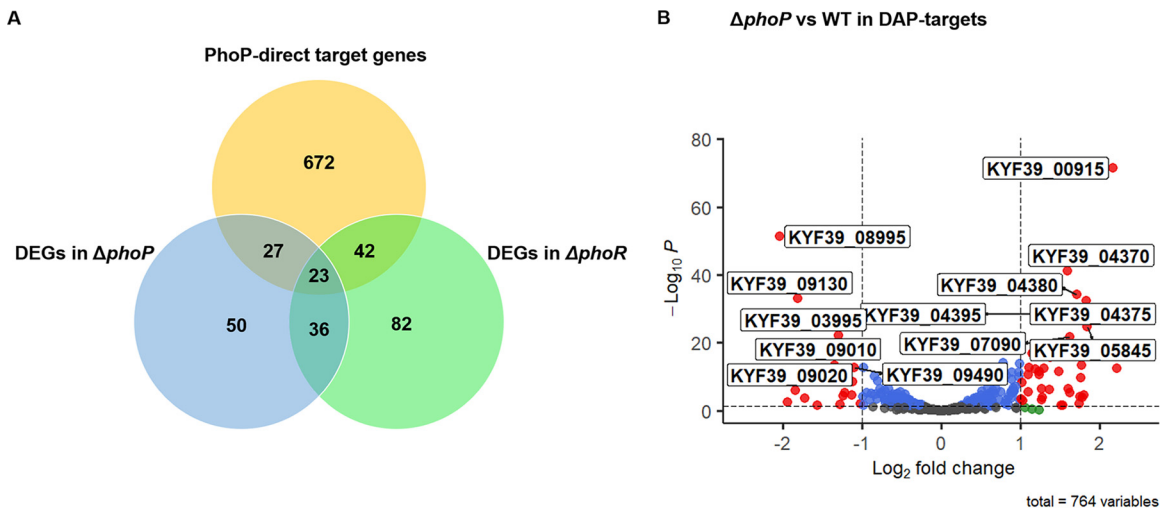 A
PhoP-direct target genes
672
DEGs in ΔphoP
27
42
DEGs in ΔphoR
23
50
36
82
B
ΔphoP vs WT in DAP-targets
80
60
40
20
0
−Log10 P
KYF39_00915
KYF39_08995
KYF39_04370
KYF39_09130
KYF39_04380
KYF39_03995
KYF39_04395
KYF39_04375
KYF39_09010
KYF39_07090
KYF39_05845
KYF39_09020
KYF39_09490
-2
-1
0
1
2
Log2 fold change
total = 764 variables